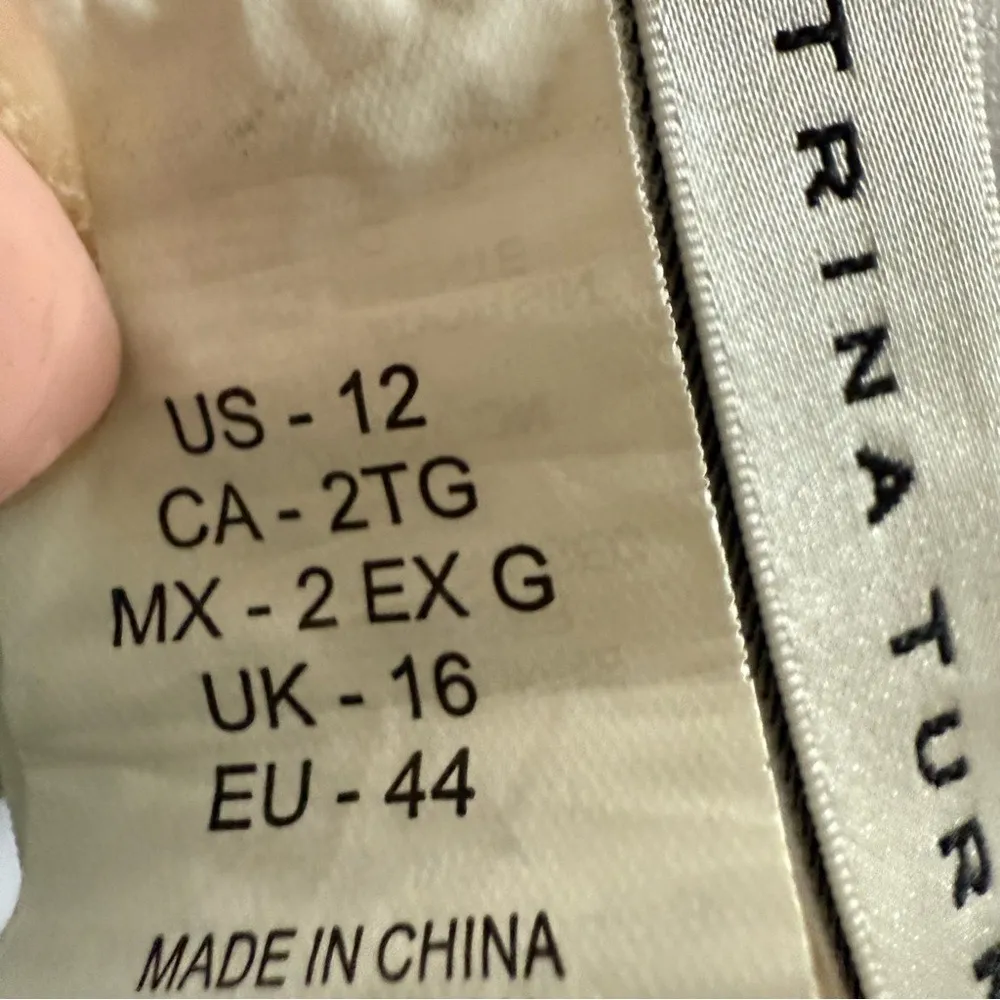 US - 12
CA - 2TG
MX - 2 EX G
UK - 16
EU - 44
MADE IN CHINA
TRINA TUR